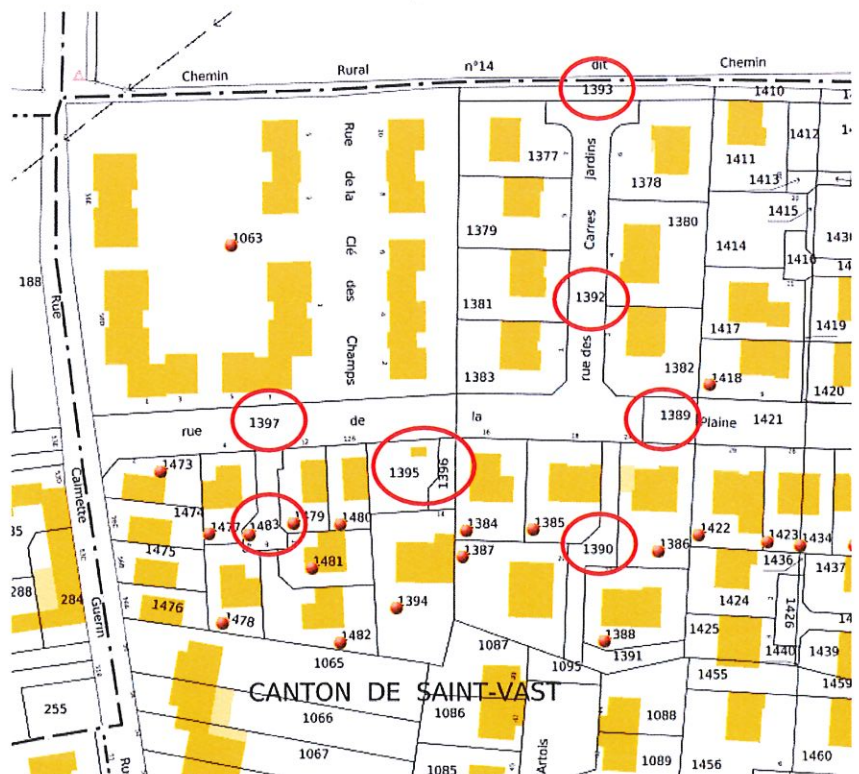 Chemin Rural n°14 dit Chemin
1393 1410
1412
1377 1411
1378 1413
Rue de la Clé des Champs
rue des Carres Jardins
1415
1063 1379 1380
1414 1416 1430
188
1381 1392
1417 1419
1383 1382 1418 1420
1397 1389 1421
rue de la Plaine
1473 1395 1396
1474 1477 1483 1479 1480 1384 1385 1390 1386 1422 1423 1434
1475 1481 1387 1436 1437
288 284 1476 1394 1424 1426
1478 1482 1388 1425
1087 1391 1440 1439
1065 1095 1455 1459
CANTON DE SAINT-VAST
255 1066 1086 1088
1067 1085 1089 1456 1460
Rue Calmette Guerin
Artois